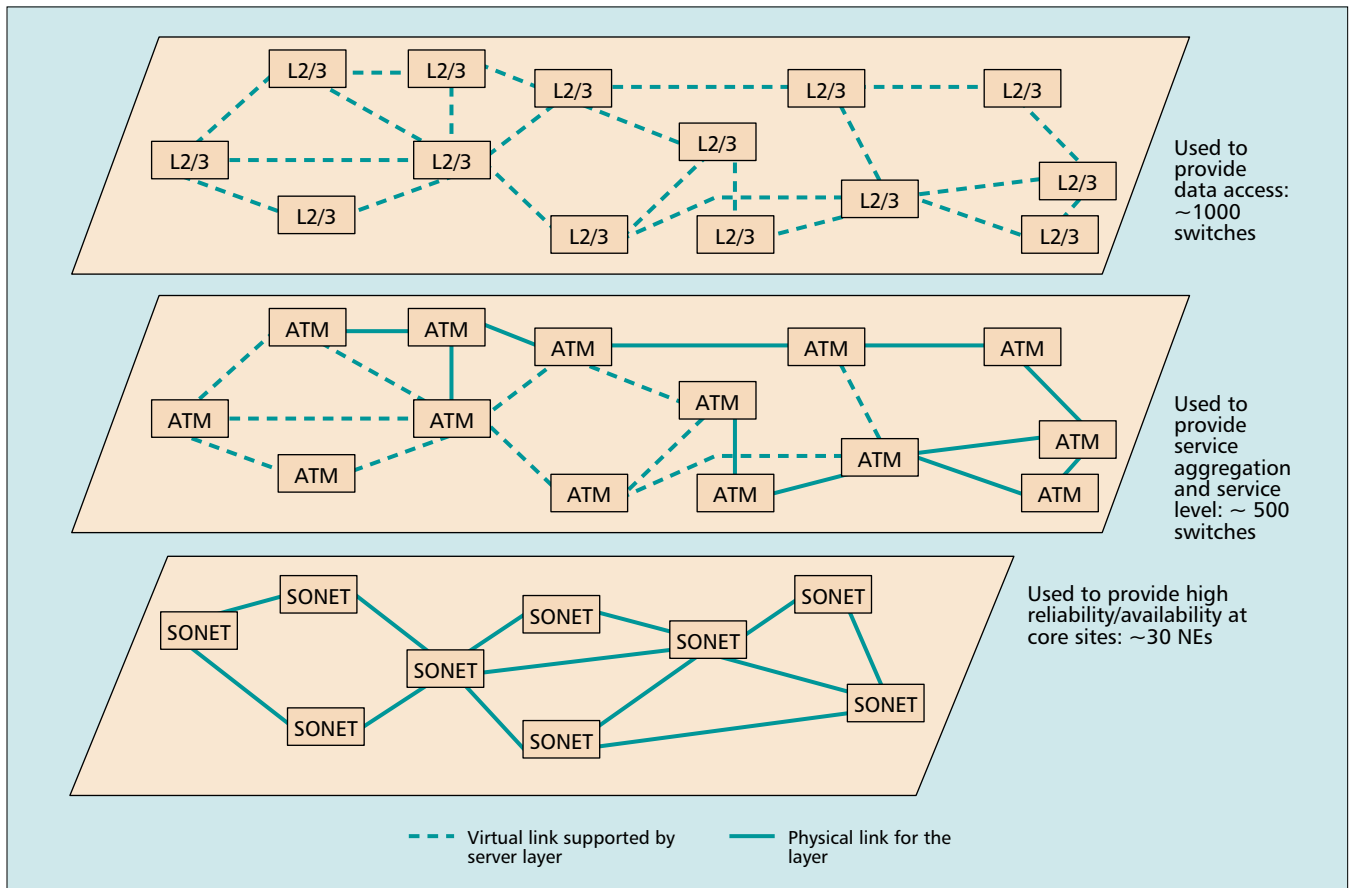 L2/3
L2/3
L2/3
L2/3
L2/3
L2/3
L2/3
L2/3
L2/3
L2/3
L2/3
L2/3
L2/3
L2/3
Used to
provide
data access:
~1000
switches
ATM
ATM
ATM
ATM
ATM
ATM
ATM
ATM
ATM
ATM
ATM
ATM
ATM
ATM
Used to
provide
service
aggregation
and service
level: ~ 500
switches
SONET
SONET
SONET
SONET
SONET
SONET
SONET
SONET
SONET
Used to provide high
reliability/availability at
core sites: ~30 NEs
Virtual link supported by
server layer
Physical link for the
layer